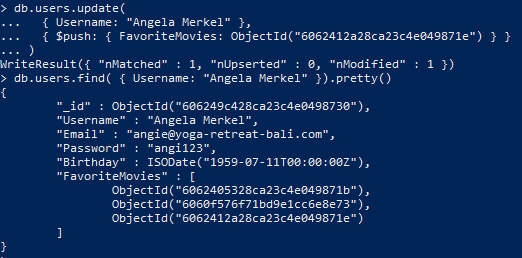 > db.users.update(
...   { Username: "Angela Merkel" },
...   { $push: { FavoriteMovies: ObjectId("6062412a28ca23c4e049871e") } }
... )
WriteResult({ "nMatched" : 1, "nUpserted" : 0, "nModified" : 1 })
> db.users.find( { Username: "Angela Merkel" }).pretty()
{
        "_id" : ObjectId("606249c428ca23c4e0498730"),
        "Username" : "Angela Merkel",
        "Email" : "angie@yoga-retreat-bali.com",
        "Password" : "angi123",
        "Birthday" : ISODate("1959-07-11T00:00:00Z"),
        "FavoriteMovies" : [
                ObjectId("6062405328ca23c4e049871b"),
                ObjectId("6060f576f71bd9e1cc6e8e73"),
                ObjectId("6062412a28ca23c4e049871e")
        ]
}